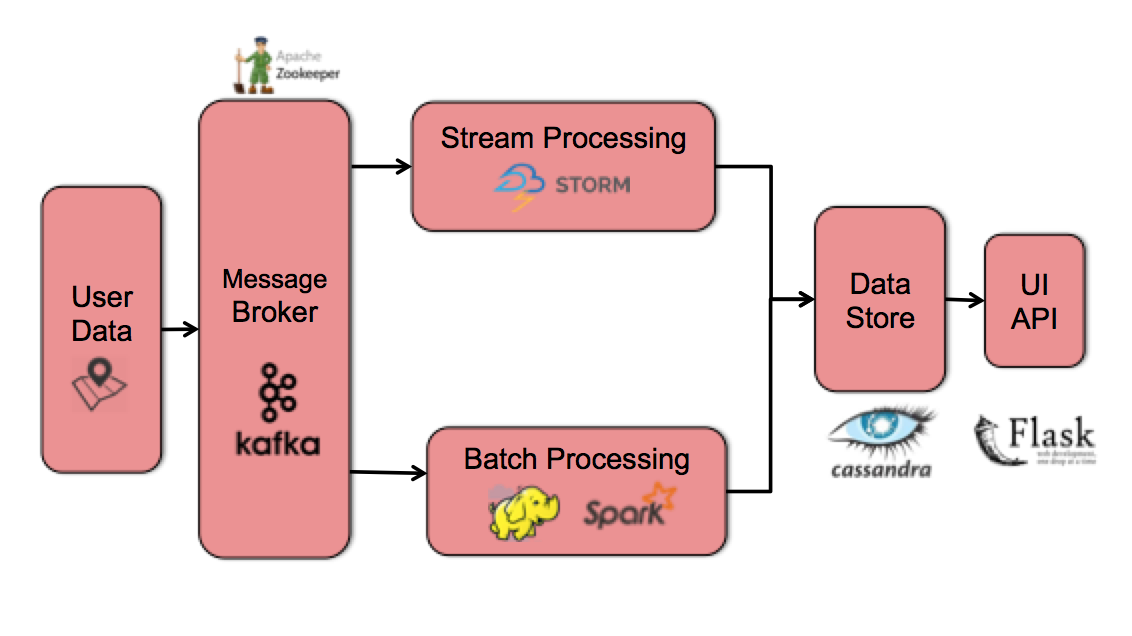 Apache
Zookeeper
User
Data
Message
Broker
kafka
Stream Processing
STORM
Batch Processing
Spark
Data
Store
cassandra
UI
API
Flask
web development,
one drop at a time